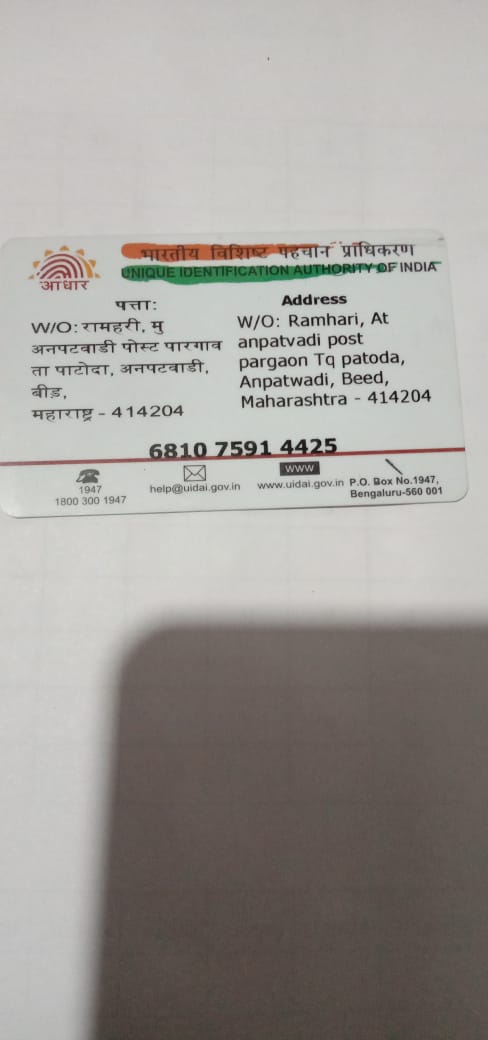 भारतीय विशिष्ट पहचान प्राधिकरण
UNIQUE IDENTIFICATION AUTHORITY OF INDIA
आधार
पत्ता:
W/O: रामहरी, मु
अनपटवाडी पोस्ट पारगाव
ता पाटोदा, अनपटवाडी,
बीड,
महाराष्ट्र - 414204
Address
W/O: Ramhari, At
anpatvadi post
pargaon Tq patoda,
Anpatwadi, Beed,
Maharashtra - 414204
6810 7591 4425
1947
1800 300 1947
help@uidai.gov.in
WWW
www.uidai.gov.in
P.O. Box No.1947,
Bengaluru-560 001